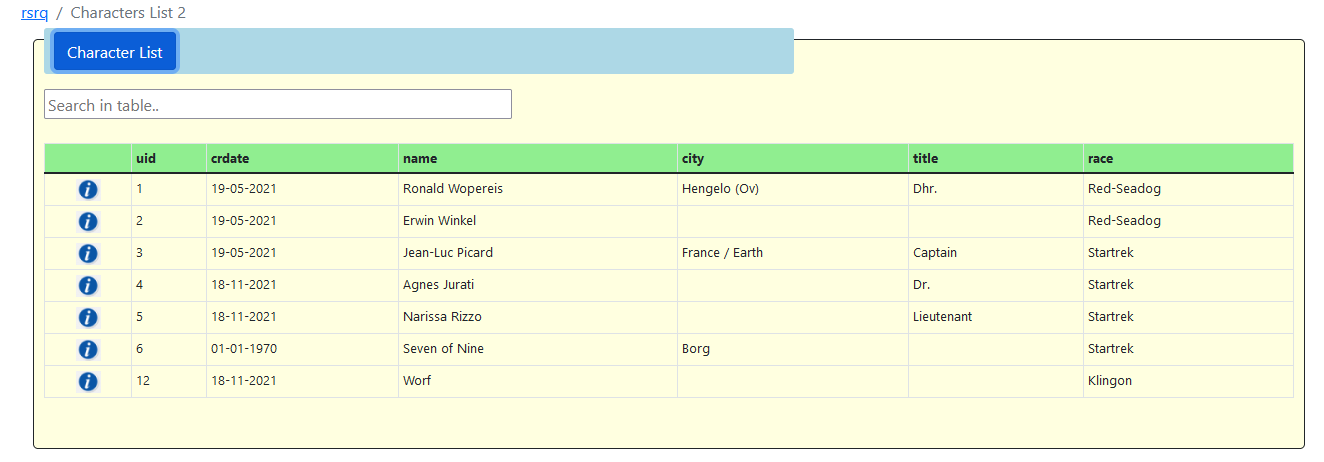 rsrq / Characters List 2
Character List
Search in table..
uid crdate name city title race
1 19-05-2021 Ronald Wopereis Hengelo (Ov) Dhr. Red-Seadog
2 19-05-2021 Erwin Winkel Red-Seadog
3 19-05-2021 Jean-Luc Picard France / Earth Captain Startrek
4 18-11-2021 Agnes Jurati Dr. Startrek
5 18-11-2021 Narissa Rizzo Lieutenant Startrek
6 01-01-1970 Seven of Nine Borg Startrek
12 18-11-2021 Worf Klingon